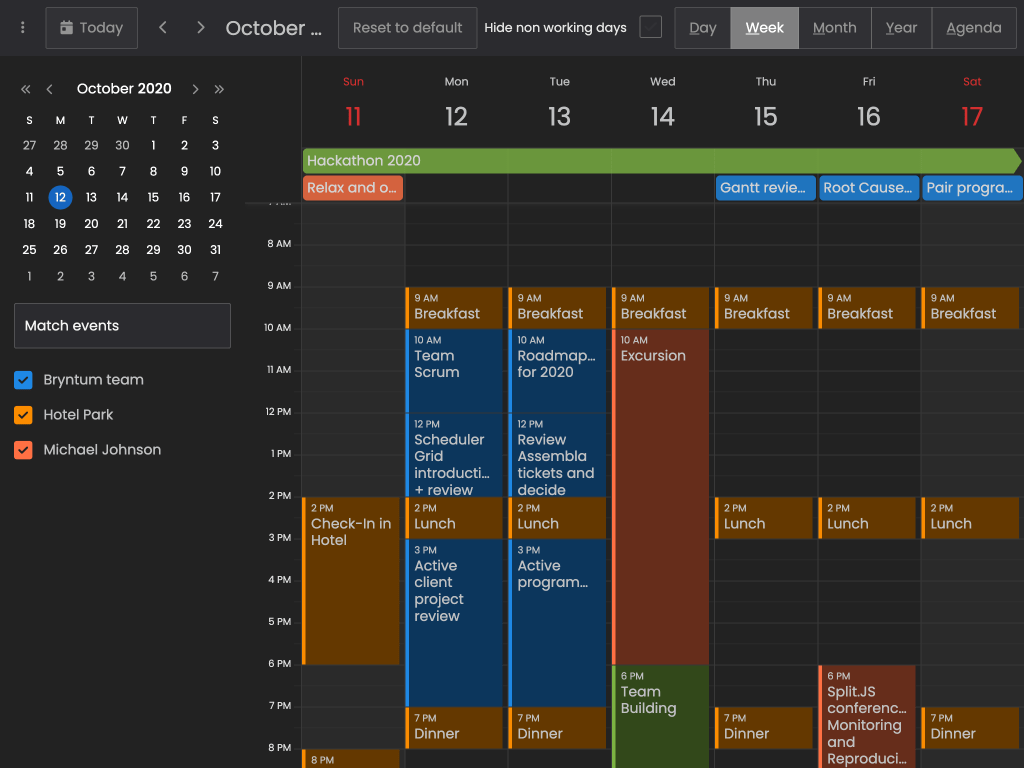 Today
October ...
Reset to default
Hide non working days
Day
Week
Month
Year
Agenda
October 2020
S M T W T F S
27 28 29 30 1 2 3
4 5 6 7 8 9 10
11 12 13 14 15 16 17
18 19 20 21 22 23 24
25 26 27 28 29 30 31
1 2 3 4 5 6 7
Match events
Bryntum team
Hotel Park
Michael Johnson
Sun Mon Tue Wed Thu Fri Sat
11 12 13 14 15 16 17
Hackathon 2020
Relax and o...
Gantt revie...
Root Cause...
Pair progra...
8 AM
9 AM
10 AM
11 AM
12 PM
1 PM
2 PM
3 PM
4 PM
5 PM
6 PM
7 PM
8 PM
2 PM
Check-In in
Hotel
8 PM
9 AM
Breakfast
10 AM
Team
Scrum
12 PM
Scheduler
Grid
introducti...
+ review
2 PM
Lunch
3 PM
Active
client
project
review
7 PM
Dinner
9 AM
Breakfast
10 AM
Roadmap...
for 2020
12 PM
Review
Assembla
tickets and
decide
2 PM
Lunch
3 PM
Active
program...
7 PM
Dinner
9 AM
Breakfast
10 AM
Excursion
6 PM
Team
Building
9 AM
Breakfast
2 PM
Lunch
7 PM
Dinner
9 AM
Breakfast
2 PM
Lunch
6 PM
Split.JS
conferenc...
Monitoring
and
Reproduci...
9 AM
Breakfast
2 PM
Lunch
7 PM
Dinner